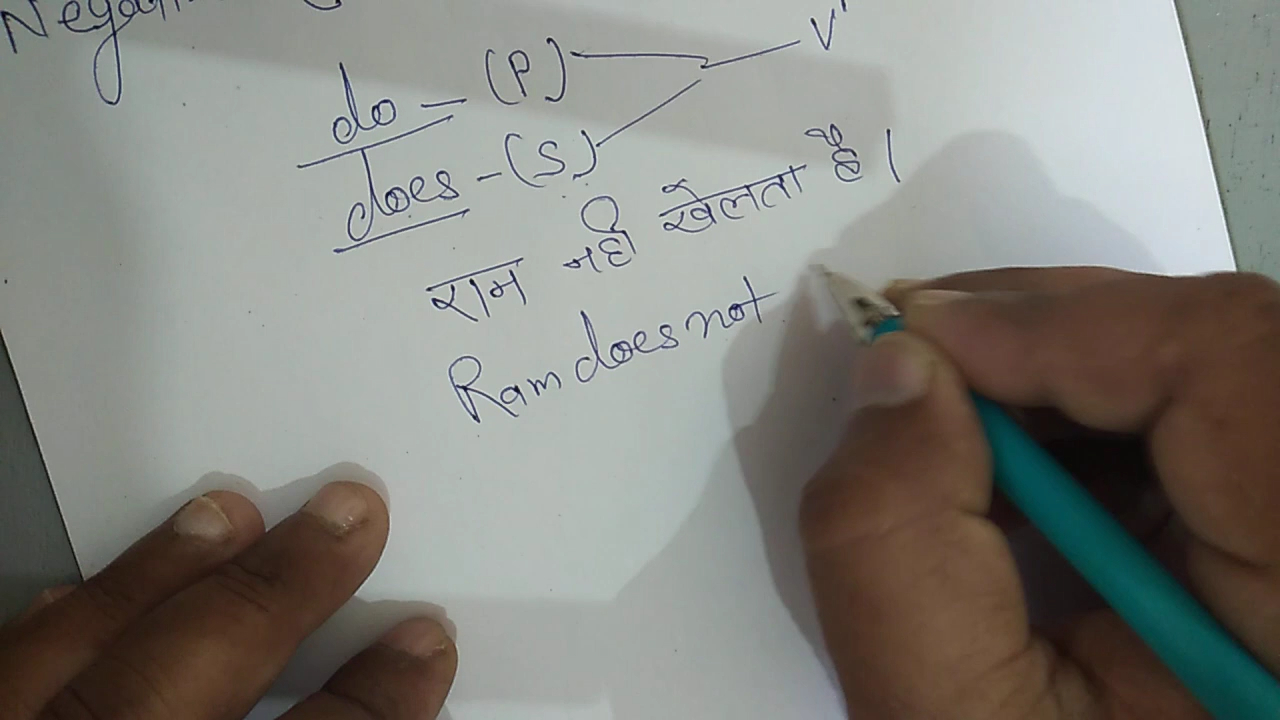 do - (P) V'
does - (S)
राम नही खेलता है।
Ram does not